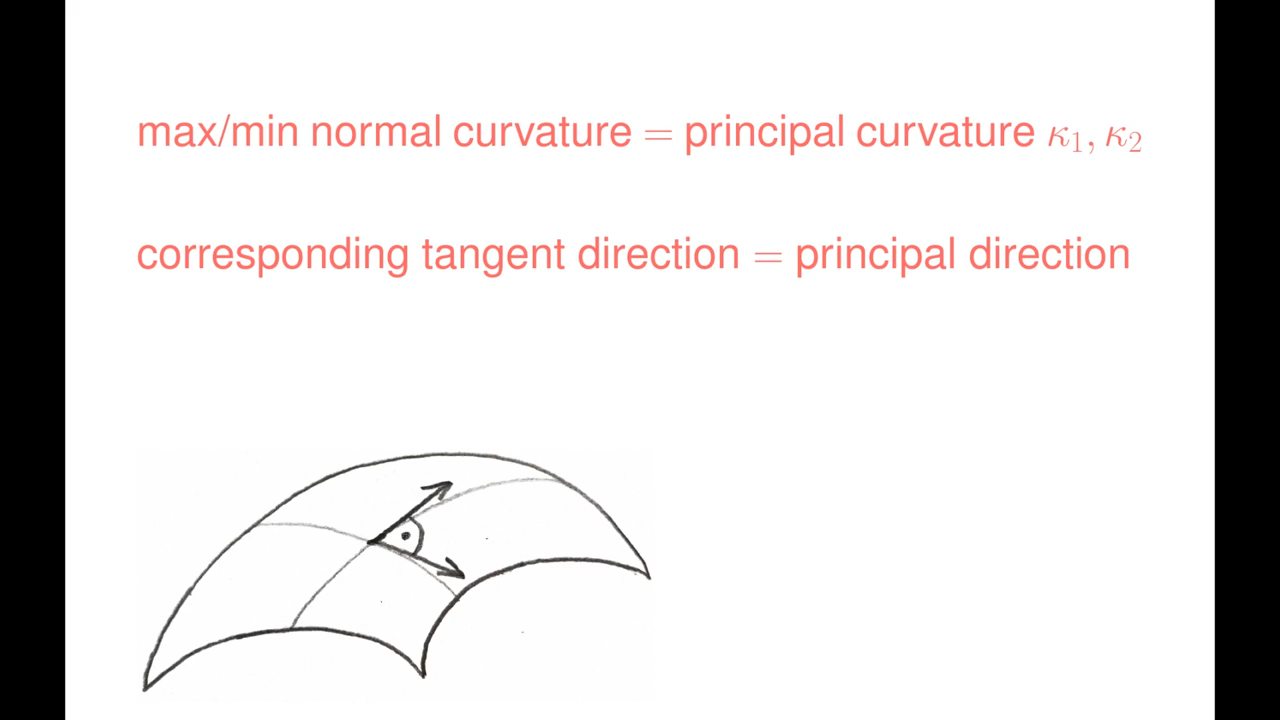 max/min normal curvature = principal curvature κ₁, κ₂
corresponding tangent direction = principal direction